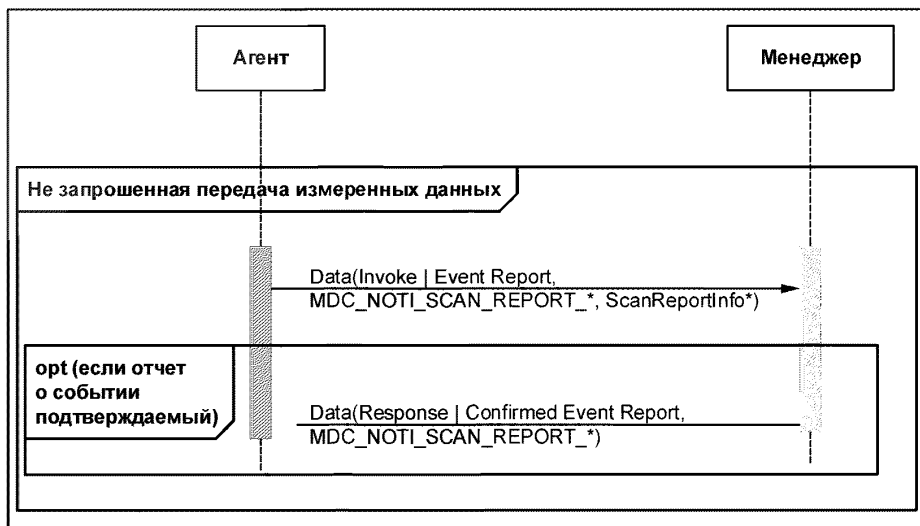 Агент
Менеджер
Не запрошенная передача измеренных данных
Data(Invoke | Event Report,
MDC_NOTI_SCAN_REPORT_*, ScanReportInfo*)
opt (если отчет
о событии
подтверждаемый)
Data(Response | Confirmed Event Report,
MDC_NOTI_SCAN_REPORT_*)